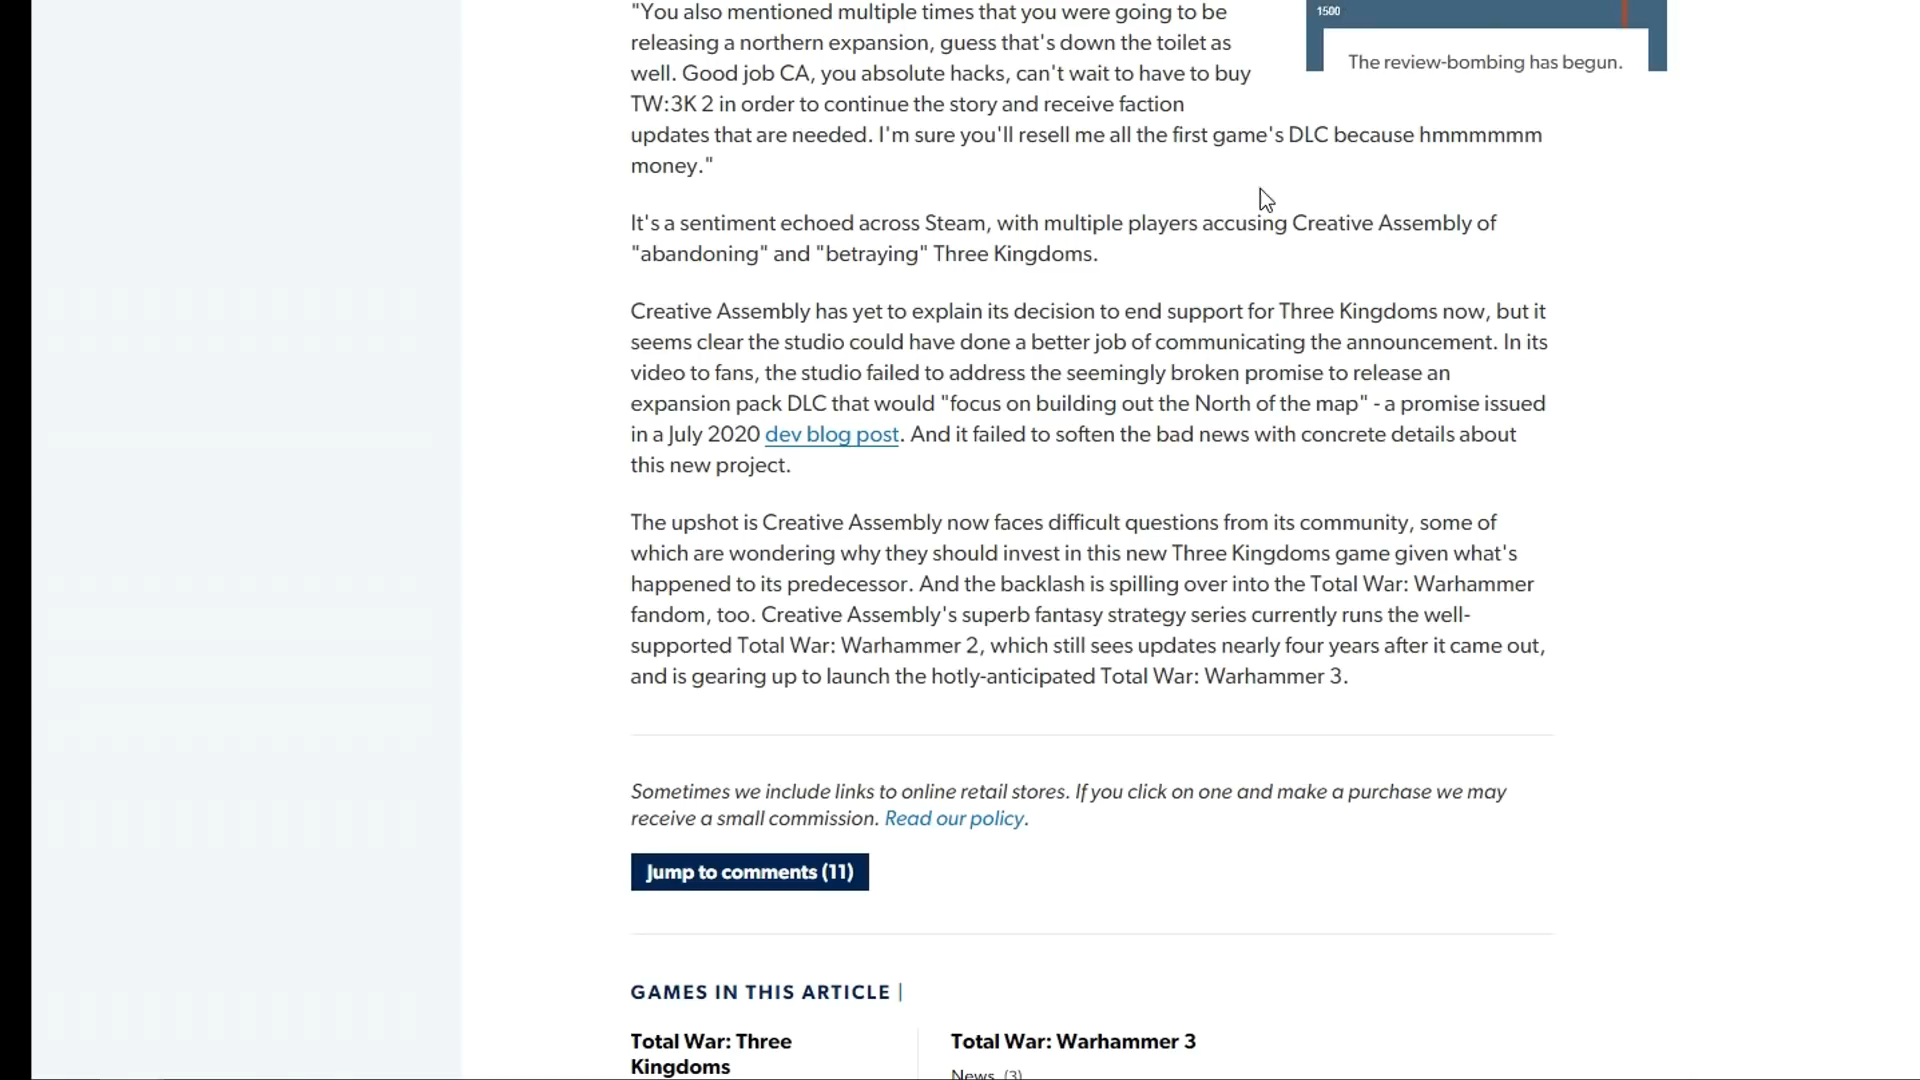 "You also mentioned multiple times that you were going to be
releasing a northern expansion, guess that's down the toilet as
well. Good job CA, you absolute hacks, can't wait to have to buy
TW:3K 2 in order to continue the story and receive faction
updates that are needed. I'm sure you'll resell me all the first game's DLC because hmmmmmm
money."
1500
The review-bombing has begun.
It's a sentiment echoed across Steam, with multiple players accusing Creative Assembly of
"abandoning" and "betraying" Three Kingdoms.
Creative Assembly has yet to explain its decision to end support for Three Kingdoms now, but it
seems clear the studio could have done a better job of communicating the announcement. In its
video to fans, the studio failed to address the seemingly broken promise to release an
expansion pack DLC that would "focus on building out the North of the map" - a promise issued
in a July 2020 dev blog post. And it failed to soften the bad news with concrete details about
this new project.
The upshot is Creative Assembly now faces difficult questions from its community, some of
which are wondering why they should invest in this new Three Kingdoms game given what's
happened to its predecessor. And the backlash is spilling over into the Total War: Warhammer
fandom, too. Creative Assembly's superb fantasy strategy series currently runs the well-
supported Total War: Warhammer 2, which still sees updates nearly four years after it came out,
and is gearing up to launch the hotly-anticipated Total War: Warhammer 3.
Sometimes we include links to online retail stores. If you click on one and make a purchase we may
receive a small commission. Read our policy.
Jump to comments (11)
GAMES IN THIS ARTICLE |
Total War: Three
Kingdoms
Total War: Warhammer 3
News (3)